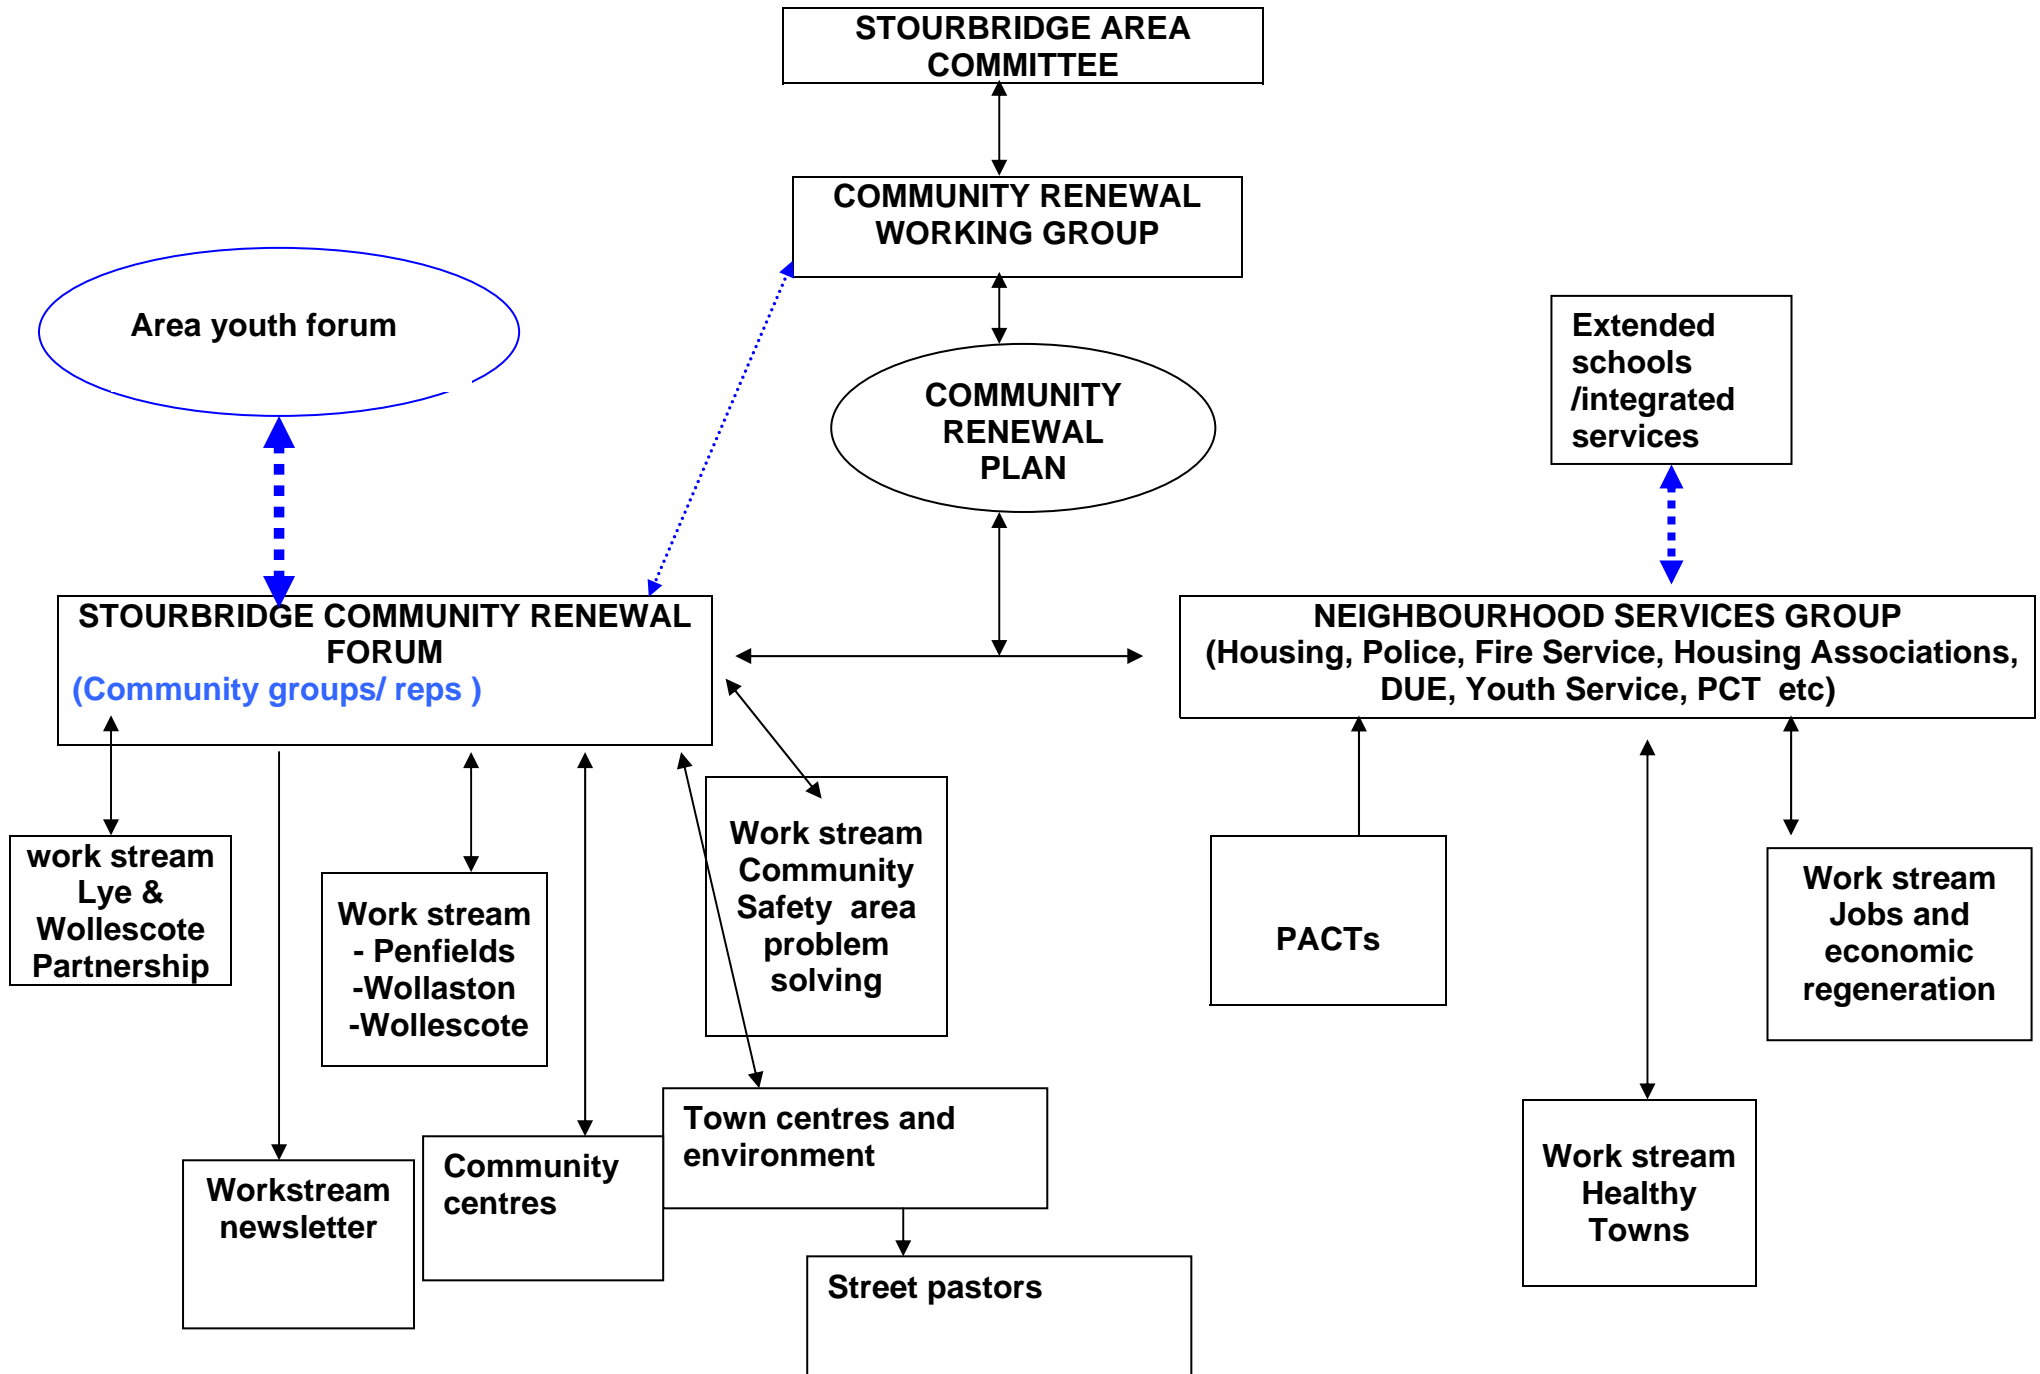 STOURBRIDGE AREA
COMMITTEE
COMMUNITY RENEWAL
WORKING GROUP
Area youth forum
COMMUNITY
RENEWAL
PLAN
Extended
schools
/integrated
services
STOURBRIDGE COMMUNITY RENEWAL
FORUM
(Community groups/ reps )
NEIGHBOURHOOD SERVICES GROUP
(Housing, Police, Fire Service, Housing Associations,
DUE, Youth Service, PCT  etc)
work stream
Lye &
Wollescote
Partnership
Work stream
- Penfields
-Wollaston
-Wollescote
Work stream
Community
Safety  area
problem
solving
PACTs
Work stream
Jobs and
economic
regeneration
Workstream
newsletter
Community
centres
Town centres and
environment
Street pastors
Work stream
Healthy
Towns